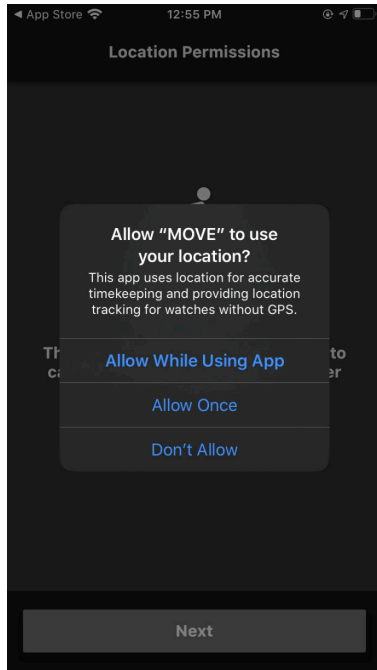 App Store
12:55 PM
Location Permissions
Allow “MOVE” to use
your location?
This app uses location for accurate
timekeeping and providing location
tracking for watches without GPS.
to
Allow While Using App
Allow Once
Don’t Allow
Next